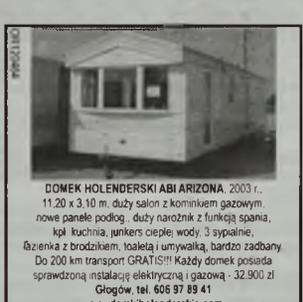 DOMEK HOLENDERSKI ABI ARIZONA, 2003 r.,
11,20 x 3,10 m, duży salon z kominkiem gazowym,
nowe panele podłog., duży narożnik z funkcją spania,
kpl. kuchnia, junkers ciepłej wody, 3 sypialnie,
łazienka z brodzikiem, toaletą i umywalką, bardzo zadbany.
Do 200 km transport GRATIS!!! Każdy domek posiada
sprawdzoną instalację elektryczną i gazową - 32.900 zł
Głogów, tel. 606 97 89 41